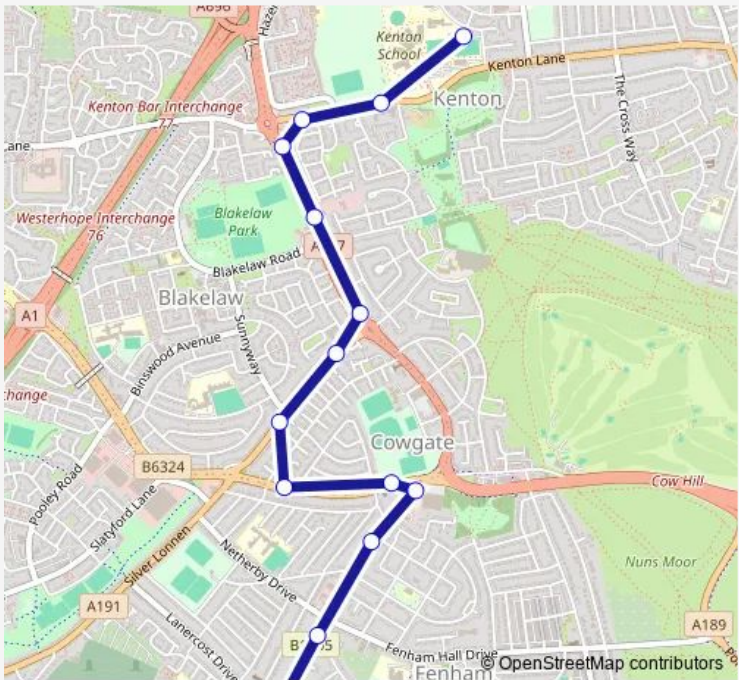 A696
Kenton
School
Kenton Lane
Kenton Bar Interchange
77
Kenton
The Cross Way
Westerhope Interchange
76
Blakelaw
Park
Blakelaw Road
Blakelaw
A1
Sunnyway
Binswood Avenue
Cowgate
B6324
Cow Hill
Pooley Road
Slatyford Lane
Silver Lonnen
Netherby Drive
Nuns Moor
A191
Lanercost Drive
A189
Fenham Hall Drive
Fenham
© OpenStreetMap contributors